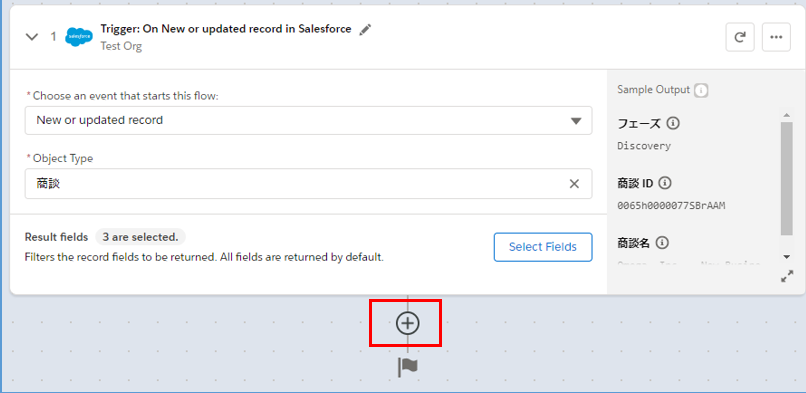 1
salesforce
Trigger: On New or updated record in Salesforce
Test Org
* Choose an event that starts this flow:
New or updated record
* Object Type
商談
Result fields 3 are selected.
Filters the record fields to be returned. All fields are returned by default.
Select Fields
Sample Output
フェーズ
Discovery
商談 ID
0065h0000077SBrAAM
商談名